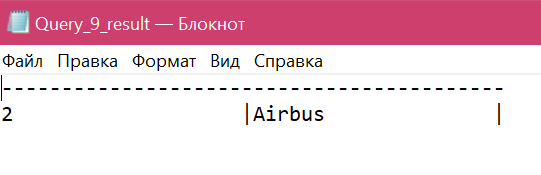 Query_9_result — Блокнот
Файл Правка Формат Вид Справка
------------------------------------------
2 |Airbus |